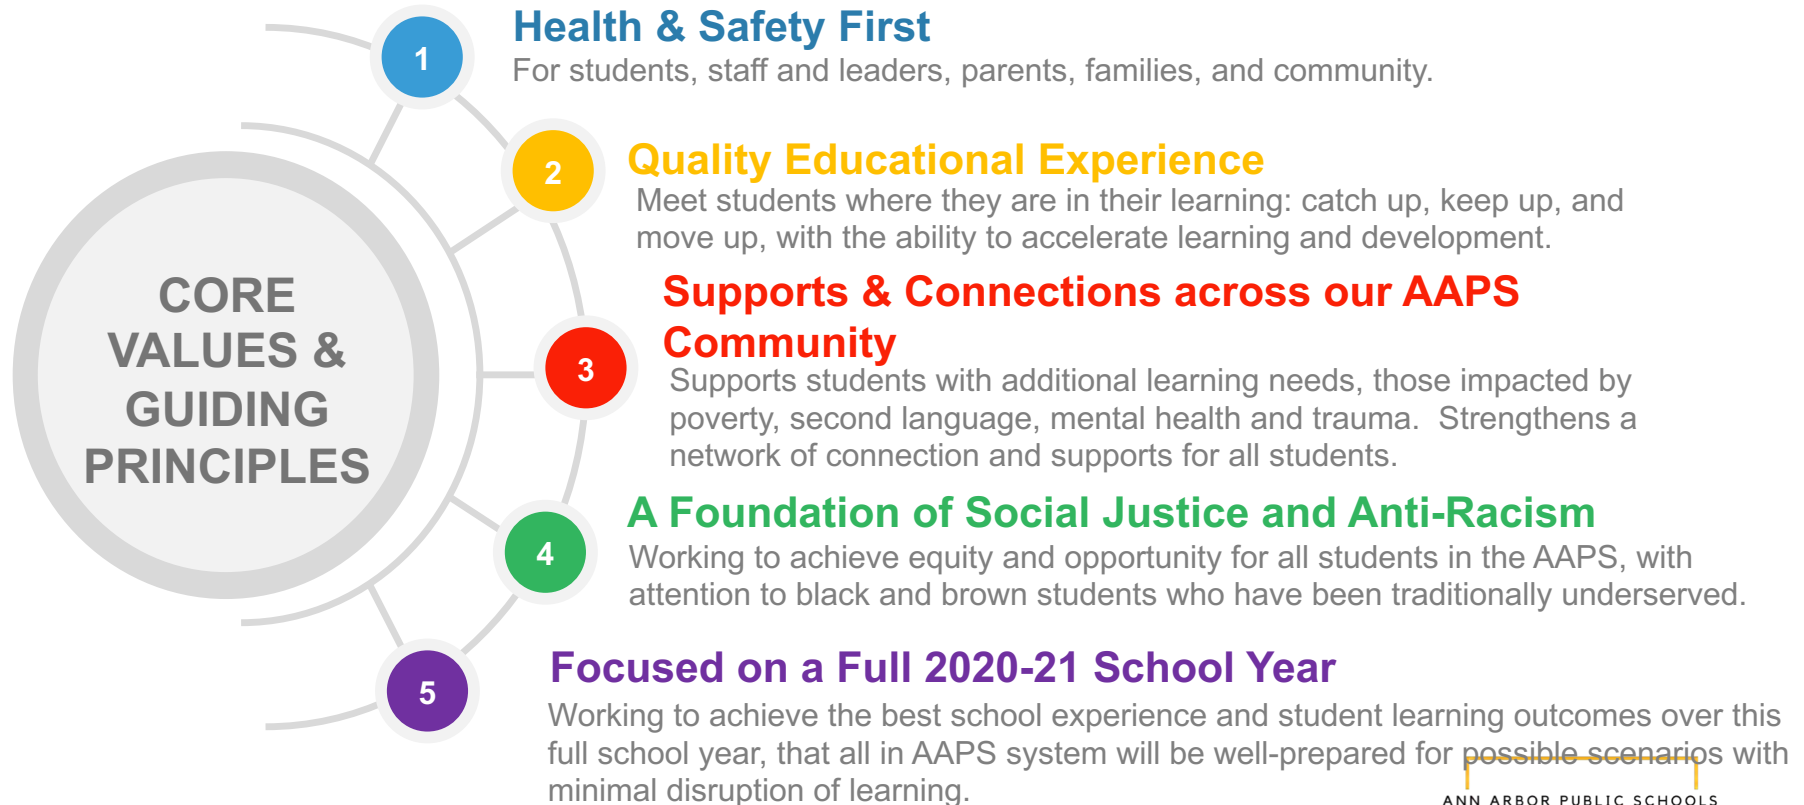 1
Health & Safety First
For students, staff and leaders, parents, families, and community.
2
Quality Educational Experience
Meet students where they are in their learning: catch up, keep up, and
move up, with the ability to accelerate learning and development.
CORE
VALUES &
GUIDING
PRINCIPLES
3
Supports & Connections across our AAPS
Community
Supports students with additional learning needs, those impacted by
poverty, second language, mental health and trauma.  Strengthens a
network of connection and supports for all students.
4
A Foundation of Social Justice and Anti-Racism
Working to achieve equity and opportunity for all students in the AAPS, with
attention to black and brown students who have been traditionally underserved.
5
Focused on a Full 2020-21 School Year
Working to achieve the best school experience and student learning outcomes over this
full school year, that all in AAPS system will be well-prepared for possible scenarios with
minimal disruption of learning.
ANN ARBOR PUBLIC SCHOOLS